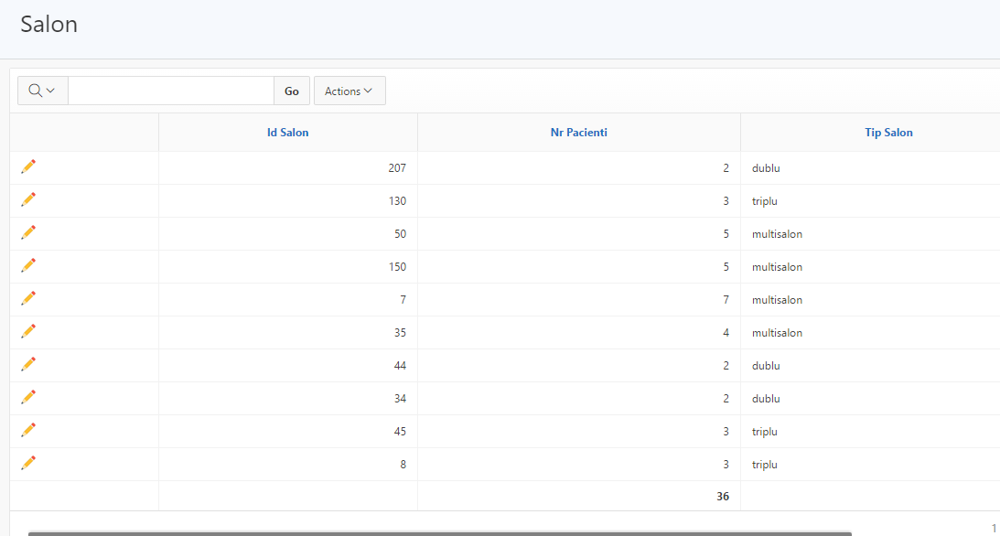 Salon
Go Actions
Id Salon Nr Pacienti Tip Salon
207 2 dublu
130 3 triplu
50 5 multisalon
150 5 multisalon
7 7 multisalon
35 4 multisalon
44 2 dublu
34 2 dublu
45 3 triplu
8 3 triplu
36
1